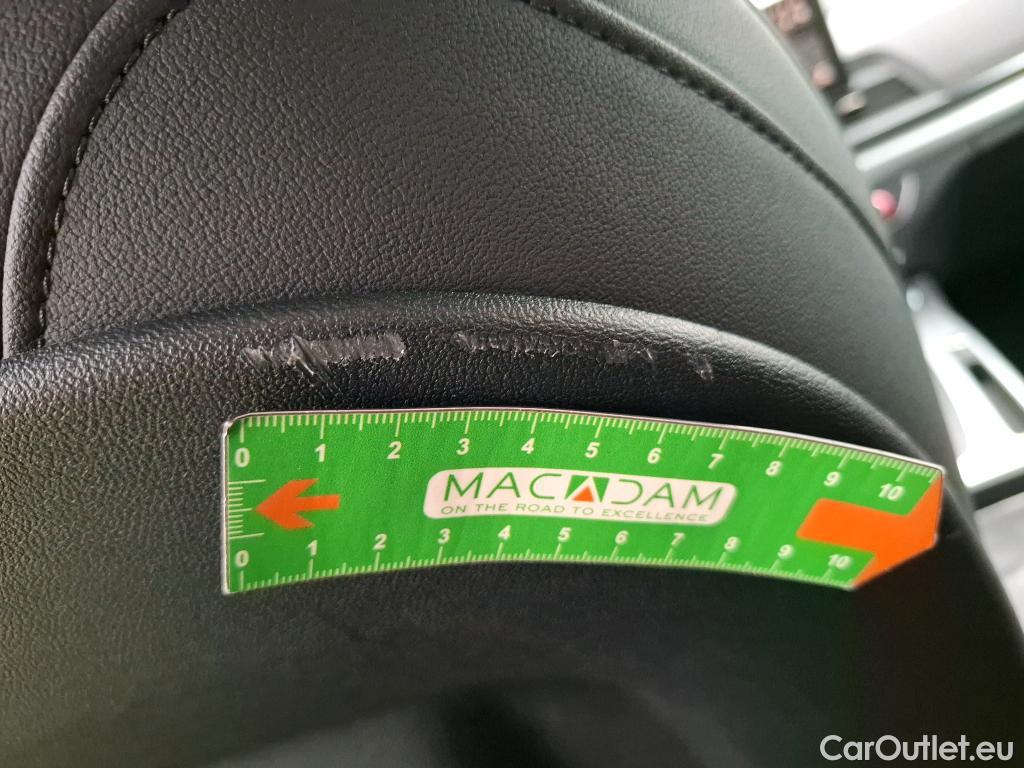 0 1 2 3 4 5 6 7 8 9 10
MACADAM
ON THE ROAD TO EXCELLENCE
0 1 2 3 4 5 6 7 8 9 10
CarOutlet.eu